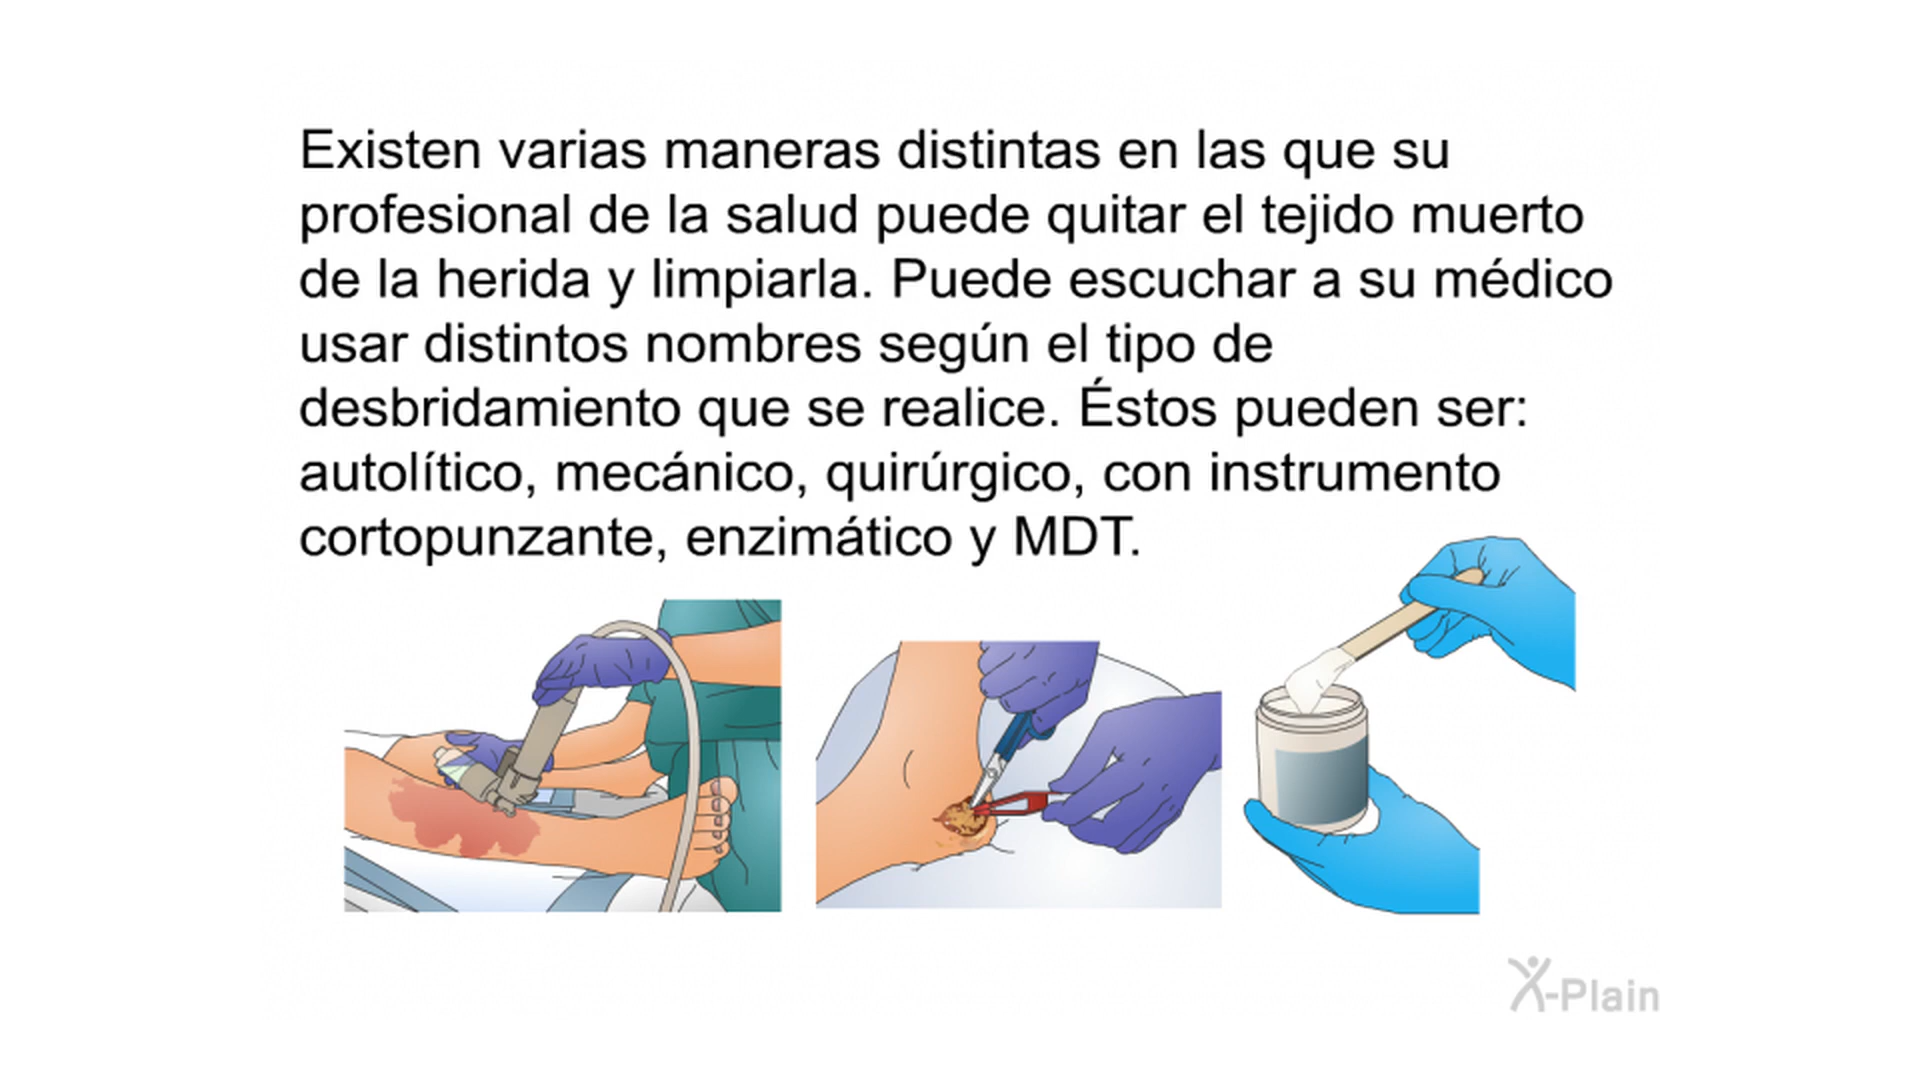 Existen varias maneras distintas en las que su
profesional de la salud puede quitar el tejido muerto
de la herida y limpiarla. Puede escuchar a su médico
usar distintos nombres según el tipo de
desbridamiento que se realice. Éstos pueden ser:
autolítico, mecánico, quirúrgico, con instrumento
cortopunzante, enzimático y MDT.
X-Plain